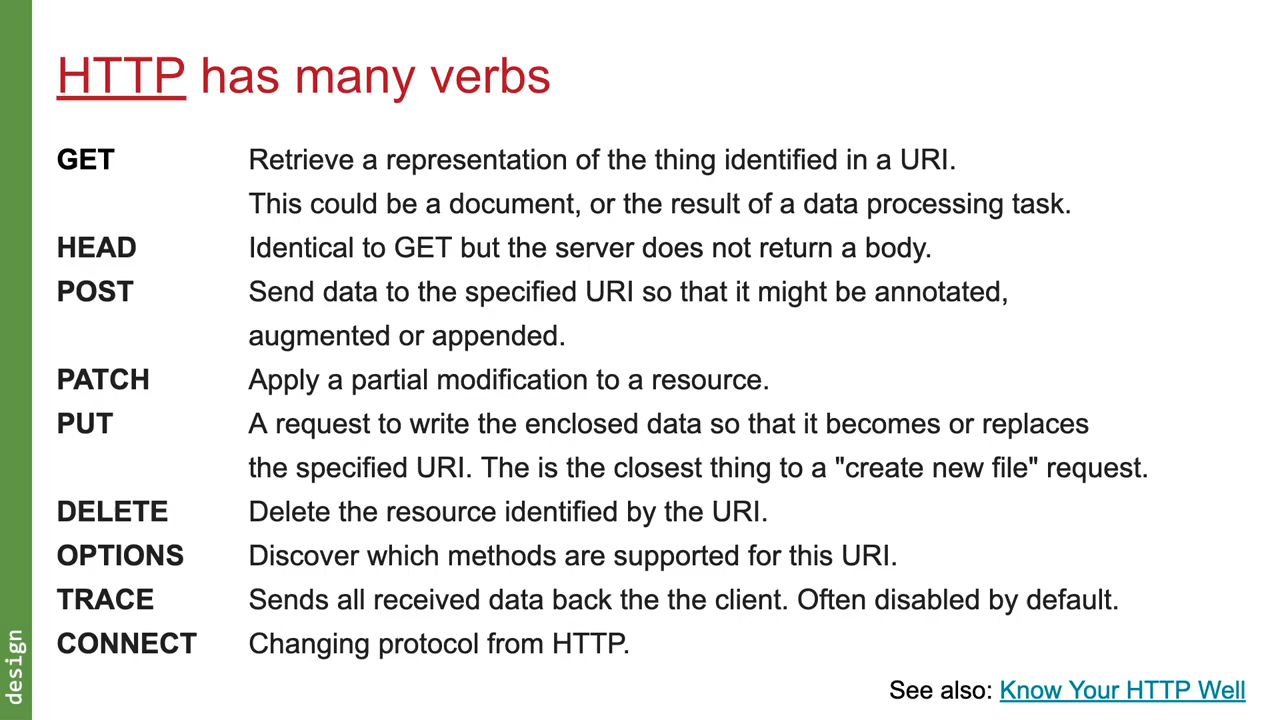 HTTP has many verbs
GET Retrieve a representation of the thing identified in a URI.
This could be a document, or the result of a data processing task.
HEAD Identical to GET but the server does not return a body.
POST Send data to the specified URI so that it might be annotated,
augmented or appended.
PATCH Apply a partial modification to a resource.
PUT A request to write the enclosed data so that it becomes or replaces
the specified URI. The is the closest thing to a "create new file" request.
DELETE Delete the resource identified by the URI.
OPTIONS Discover which methods are supported for this URI.
TRACE Sends all received data back the the client. Often disabled by default.
CONNECT Changing protocol from HTTP.
design
See also: Know Your HTTP Well